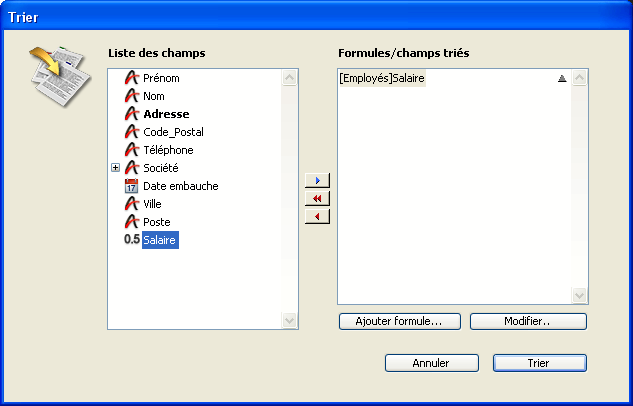 Trier
Liste des champs
Formules/champs triés
Prénom
Nom
Adresse
Code_Postal
Téléphone
Société
17 Date embauche
Ville
Poste
0.5 Salaire
[Employés]Salaire
Ajouter formule...
Modifier..
Annuler
Trier